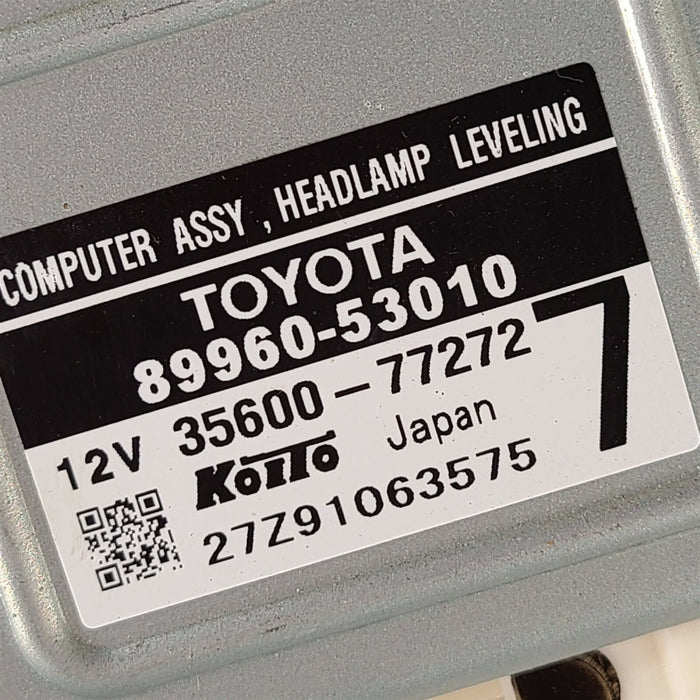 COMPUTER ASSY , HEADLAMP LEVELING
TOYOTA
89960-53010
12V 35600-77272 7
KOITO Japan
27Z91063575